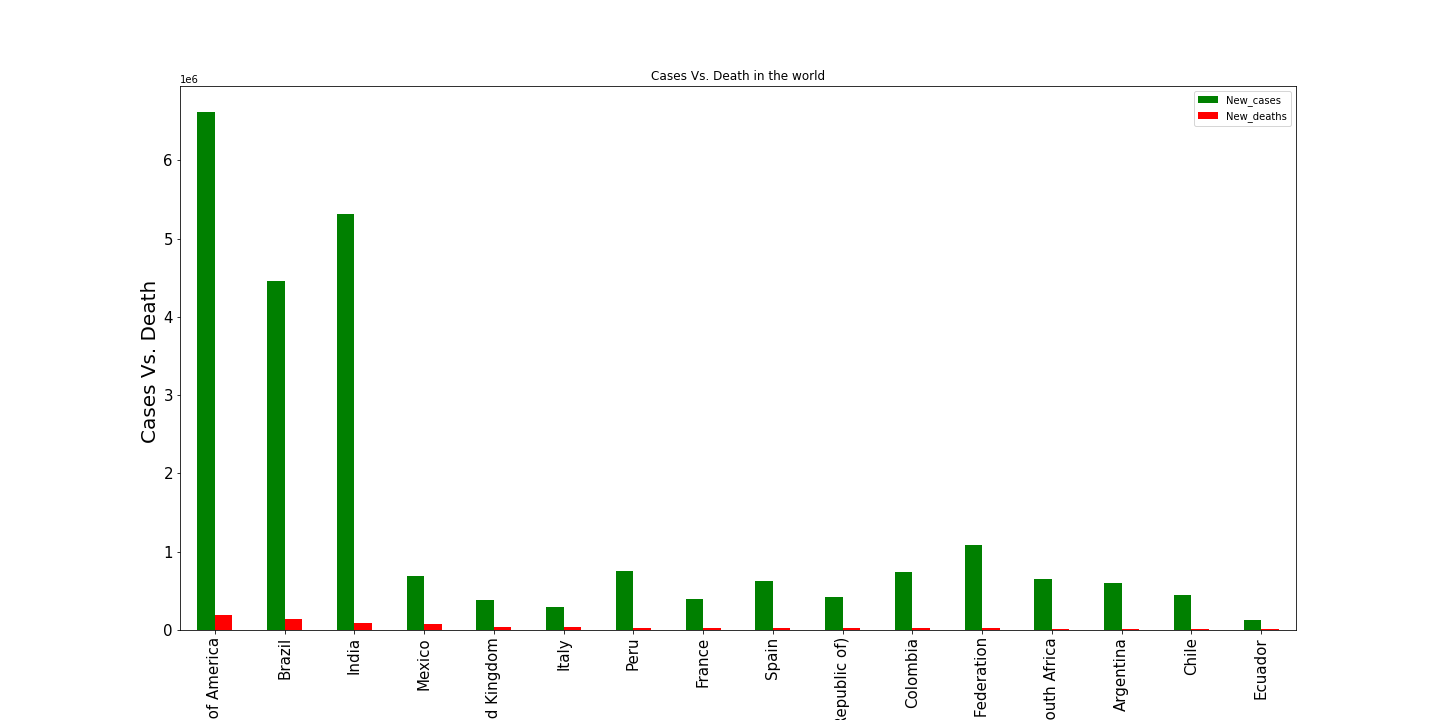 Cases Vs. Death in the world
1e6
New_cases
New_deaths
6
5
4
3
2
1
0
Cases Vs. Death
of America
Brazil
India
Mexico
d Kingdom
Italy
Peru
France
Spain
Republic of)
Colombia
Federation
outh Africa
Argentina
Chile
Ecuador